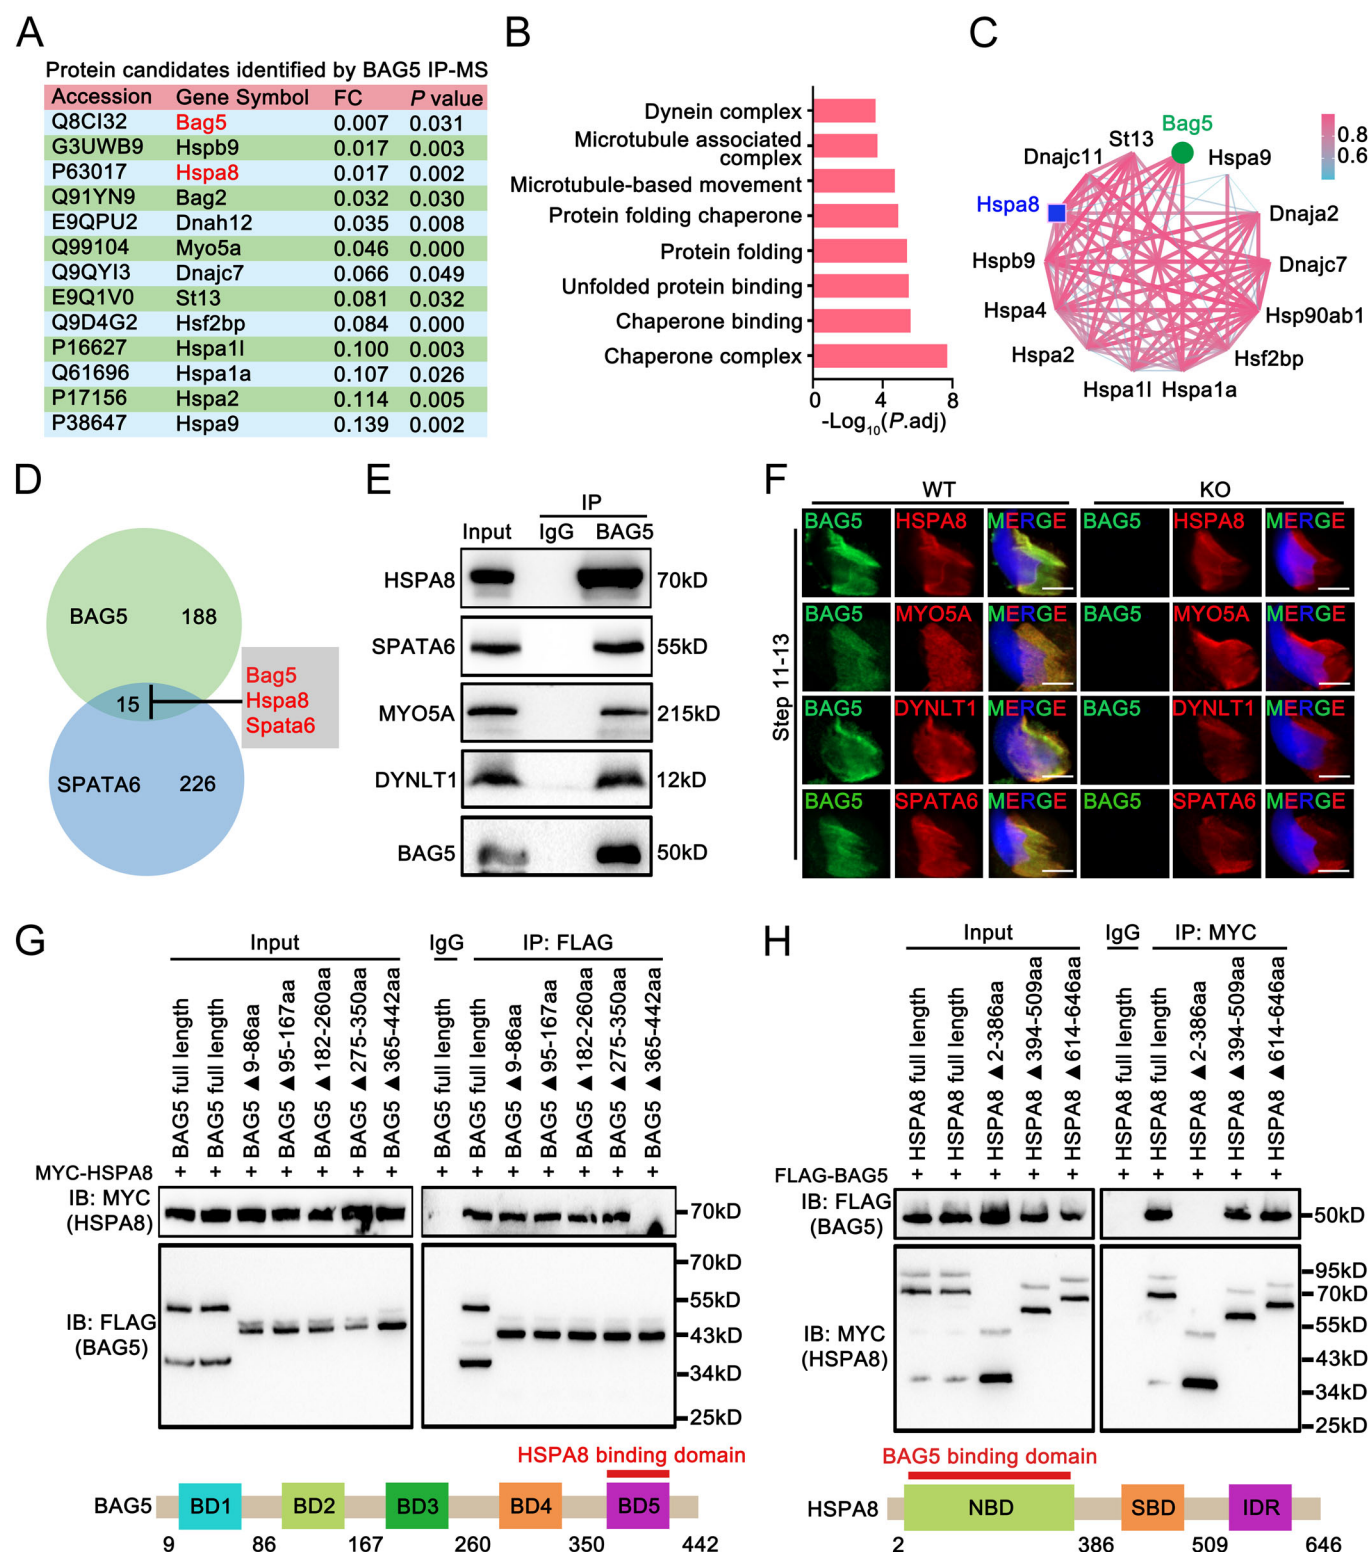 A
Protein candidates identified by BAG5 IP-MS
Accession Gene Symbol FC P value
Q8CI32 Bag5 0.007 0.031
G3UWB9 Hspb9 0.017 0.003
P63017 Hspa8 0.017 0.002
Q91YN9 Bag2 0.032 0.030
E9QPU2 Dnah12 0.035 0.008
Q99104 Myo5a 0.046 0.000
Q9QYI3 Dnajc7 0.066 0.049
E9Q1V0 St13 0.081 0.032
Q9D4G2 Hsf2bp 0.084 0.000
P16627 Hspa1l 0.100 0.003
Q61696 Hspa1a 0.107 0.026
P17156 Hspa2 0.114 0.005
P38647 Hspa9 0.139 0.002
B
Dynein complex
Microtubule associated
complex
Microtubule-based movement
Protein folding chaperone
Protein folding
Unfolded protein binding
Chaperone binding
Chaperone complex
0 4 8
-Log10(P.adj)
C
Bag5
St13
Dnajc11
Hspa9
Hspa8
Dnaja2
Hspb9
Dnajc7
Hspa4
Hsp90ab1
Hspa2
Hsf2bp
Hspa1l Hspa1a
0.8
0.6
D
BAG5 188
15
Bag5
Hspa8
Spata6
SPATA6 226
E
IP
Input IgG BAG5
HSPA8 70kD
SPATA6 55kD
MYO5A 215kD
DYNLT1 12kD
BAG5 50kD
F
WT KO
Step 11-13
BAG5 HSPA8 MERGE BAG5 HSPA8 MERGE
BAG5 MYO5A MERGE BAG5 MYO5A MERGE
BAG5 DYNLT1 MERGE BAG5 DYNLT1 MERGE
BAG5 SPATA6 MERGE BAG5 SPATA6 MERGE
G
Input IgG IP: FLAG
BAG5 full length
BAG5 full length
BAG5 ▲9-86aa
BAG5 ▲95-167aa
BAG5 ▲182-260aa
BAG5 ▲275-350aa
BAG5 ▲365-442aa
BAG5 full length
BAG5 full length
BAG5 ▲9-86aa
BAG5 ▲95-167aa
BAG5 ▲182-260aa
BAG5 ▲275-350aa
BAG5 ▲365-442aa
MYC-HSPA8 + + + + + + + + + + + + + +
IB: MYC
(HSPA8)
70kD
IB: FLAG
(BAG5)
70kD
55kD
43kD
34kD
25kD
HSPA8 binding domain
BAG5 BD1 BD2 BD3 BD4 BD5
9 86 167 260 350 442
H
Input IgG IP: MYC
HSPA8 full length
HSPA8 full length
HSPA8 ▲2-386aa
HSPA8 ▲394-509aa
HSPA8 ▲614-646aa
HSPA8 full length
HSPA8 full length
HSPA8 ▲2-386aa
HSPA8 ▲394-509aa
HSPA8 ▲614-646aa
FLAG-BAG5 + + + + + + + + + +
IB: FLAG
(BAG5)
50kD
IB: MYC
(HSPA8)
95kD
70kD
55kD
43kD
34kD
25kD
BAG5 binding domain
HSPA8 NBD SBD IDR
2 386 509 646